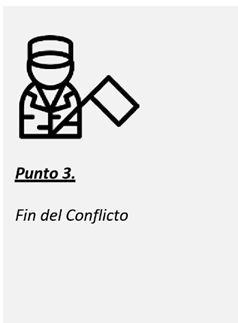 Punto 3.
Fin del Conflicto